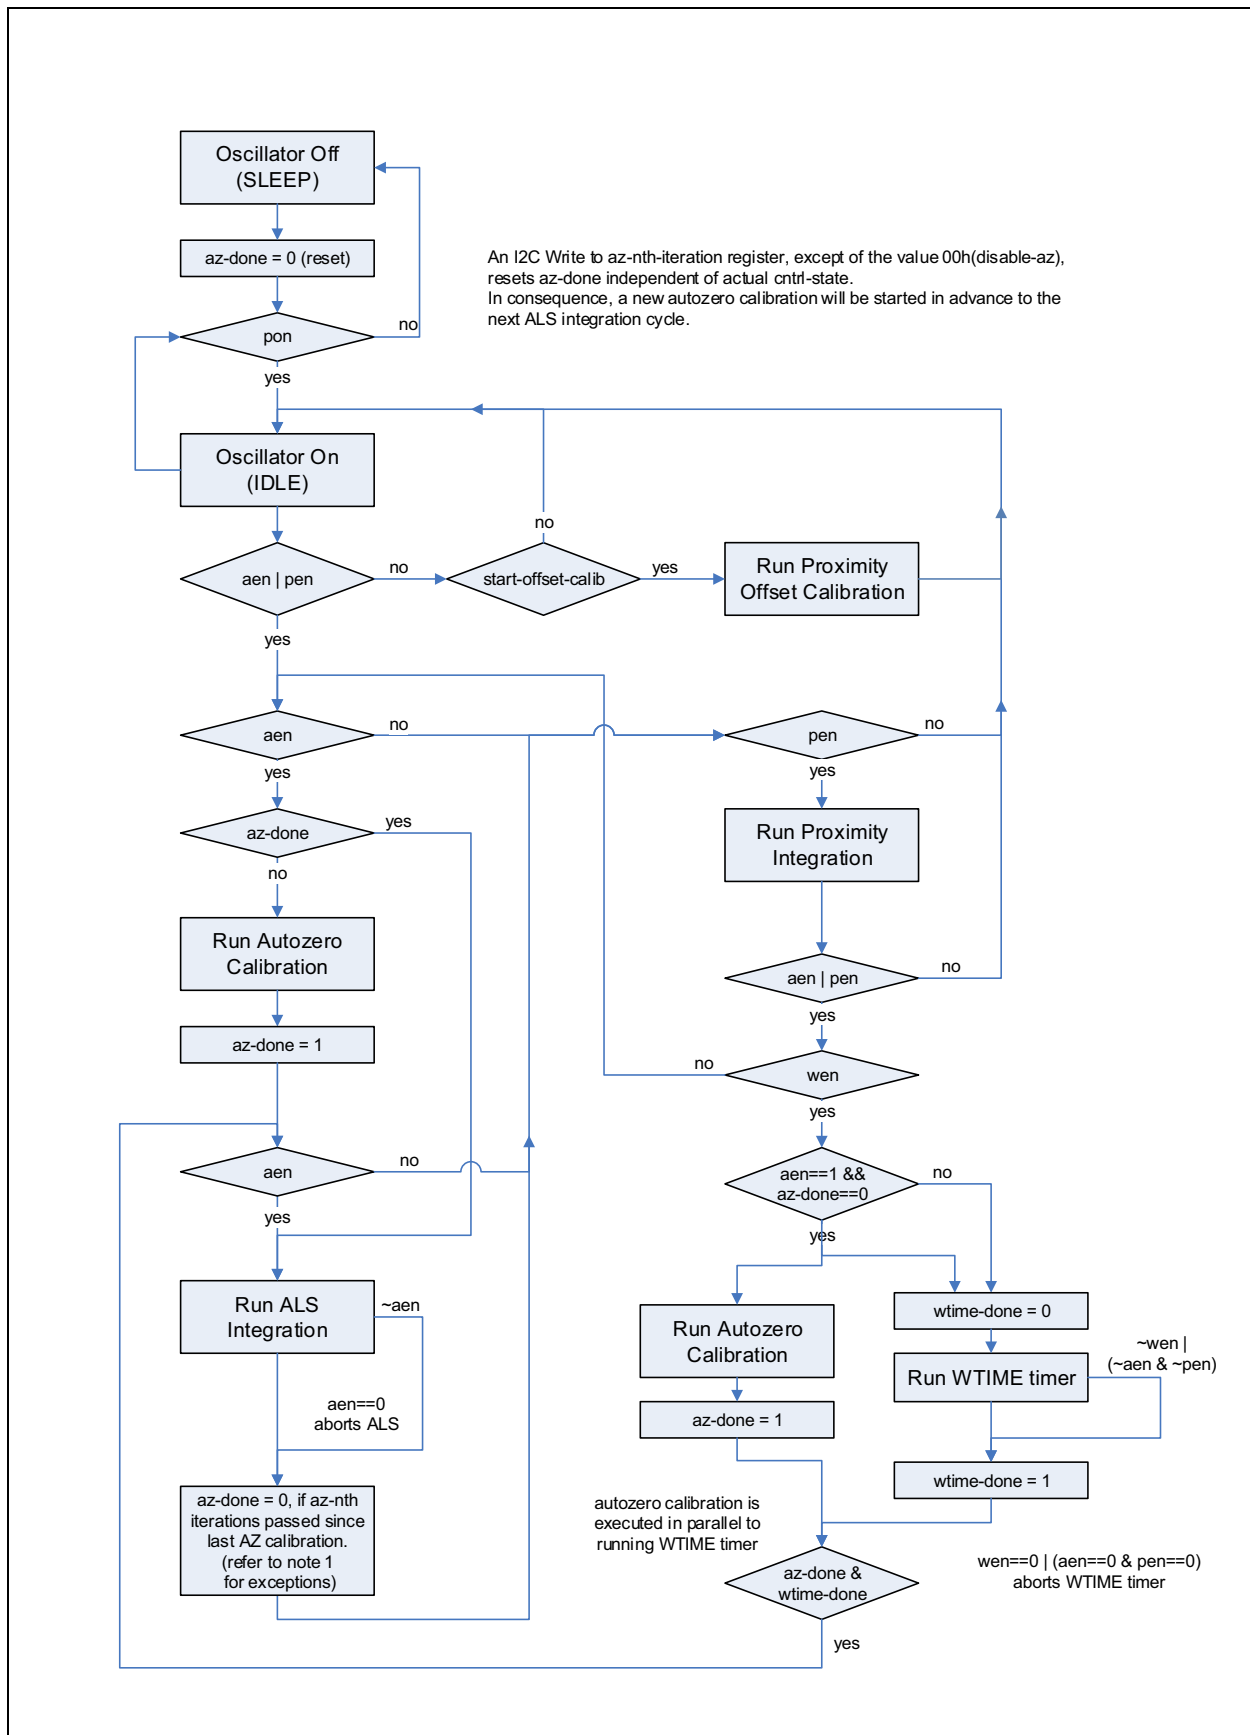 Oscillator Off
(SLEEP)
az-done = 0 (reset)
An I2C Write to az-nth-iteration register, except of the value 00h(disable-az),
resets az-done independent of actual cntrl-state.
In consequence, a new autozero calibration will be started in advance to the
next ALS integration cycle.
pon
no
yes
Oscillator On
(IDLE)
no
aen | pen
no
start-offset-calib
yes
Run Proximity
Offset Calibration
yes
aen
no
pen
no
yes
yes
az-done
yes
Run Proximity
Integration
no
Run Autozero
Calibration
aen | pen
no
yes
az-done = 1
no
wen
yes
aen
no
aen==1 &&
az-done==0
no
yes
yes
Run ALS
Integration
~aen
wtime-done = 0
Run Autozero
Calibration
~wen |
(~aen & ~pen)
Run WTIME timer
aen==0
aborts ALS
az-done = 1
wtime-done = 1
az-done = 0, if az-nth
iterations passed since
last AZ calibration.
(refer to note 1
for exceptions)
autozero calibration is
executed in parallel to
running WTIME timer
az-done &
wtime-done
wen==0 | (aen==0 & pen==0)
aborts WTIME timer
yes